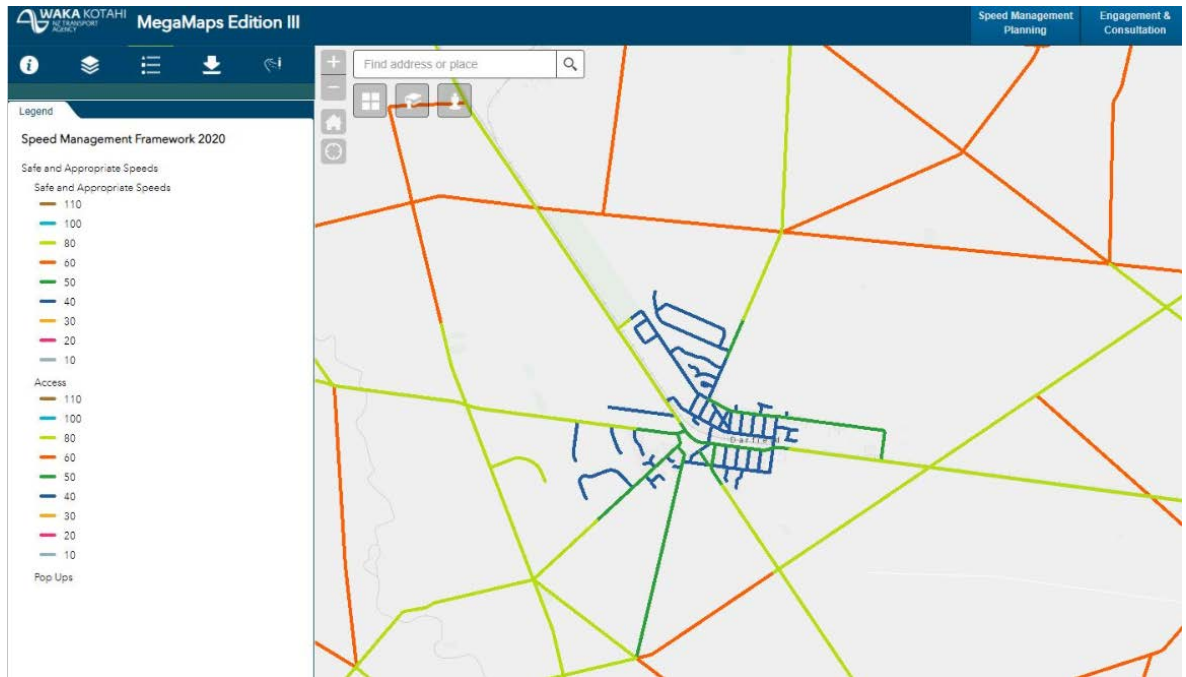 WAKA KOTAHI
NZ TRANSPORT
AGENCY
MegaMaps Edition III
Speed Management
Planning
Engagement &
Consultation
Find address or place
Legend
Speed Management Framework 2020
Safe and Appropriate Speeds
Safe and Appropriate Speeds
110
100
80
60
50
40
30
20
10
Access
110
100
80
60
50
40
30
20
10
Pop Ups
Darfield